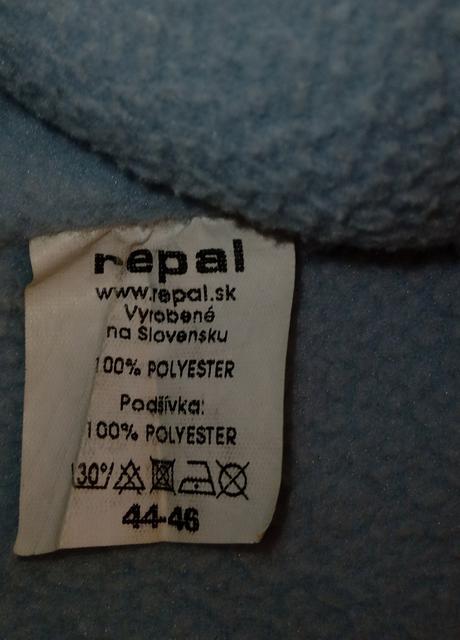 repal
www.repal.sk
Vyrobené
na Slovensku
100% POLYESTER
Podšívka:
100% POLYESTER
30°
44-46